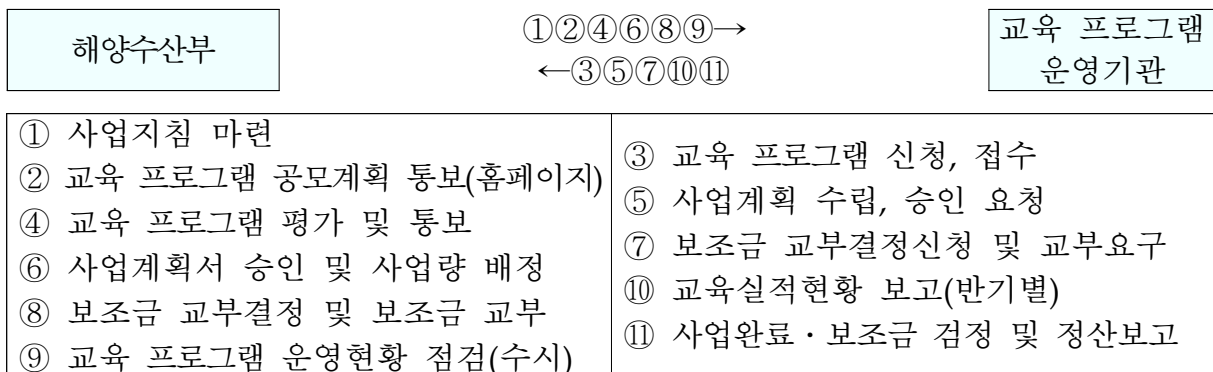 해양수산부
①②④⑥⑧⑨→
←③⑤⑦⑩⑪
교육 프로그램
운영기관
① 사업지침 마련
② 교육 프로그램 공모계획 통보(홈페이지)
④ 교육 프로그램 평가 및 통보
⑥ 사업계획서 승인 및 사업량 배정
⑧ 보조금 교부결정 및 보조금 교부
⑨ 교육 프로그램 운영현황 점검(수시)
③ 교육 프로그램 신청, 접수
⑤ 사업계획 수립, 승인 요청
⑦ 보조금 교부결정신청 및 교부요구
⑩ 교육실적현황 보고(반기별)
⑪ 사업완료·보조금 검정 및 정산보고